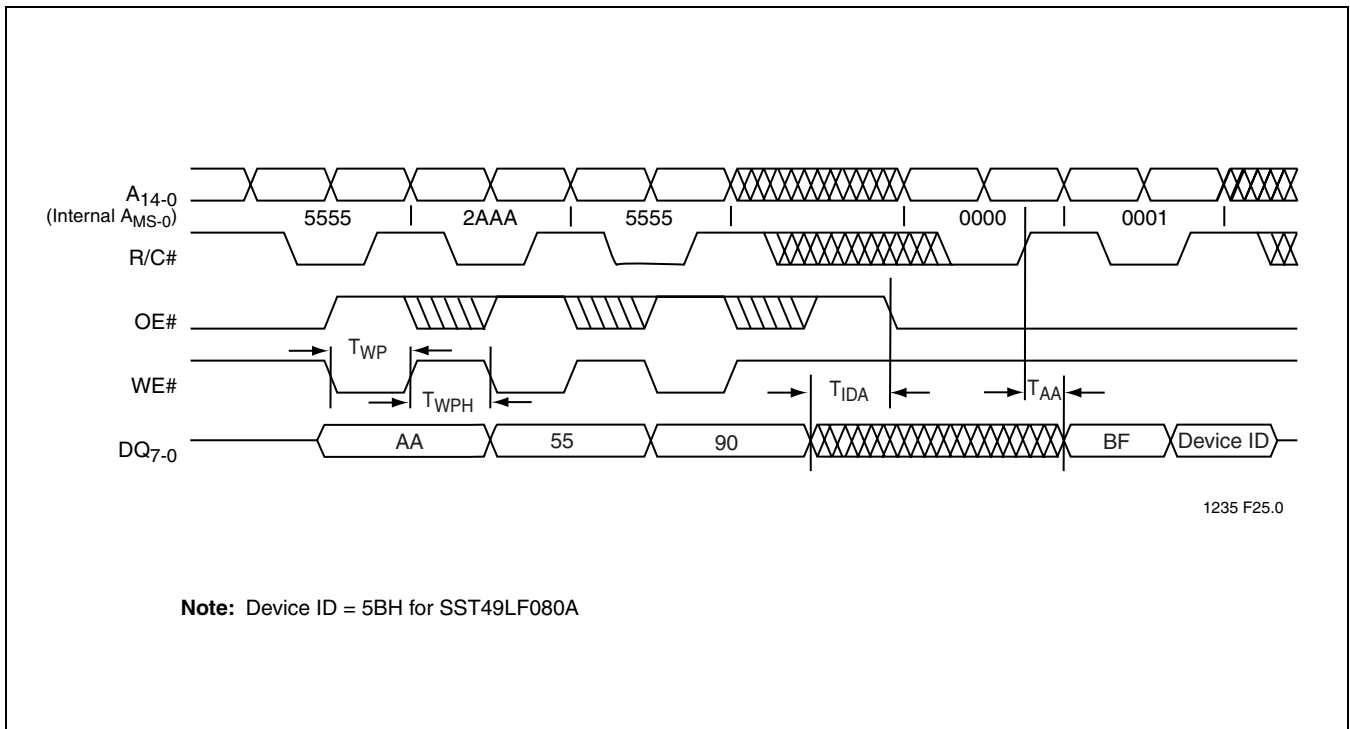 A14-0
(Internal AMS-0)
5555 2AAA 5555 0000 0001
R/C#
OE#
TWP
WE#
TWPH TIDA TAA
DQ7-0 AA 55 90 BF Device ID
1235 F25.0
Note: Device ID = 5BH for SST49LF080A